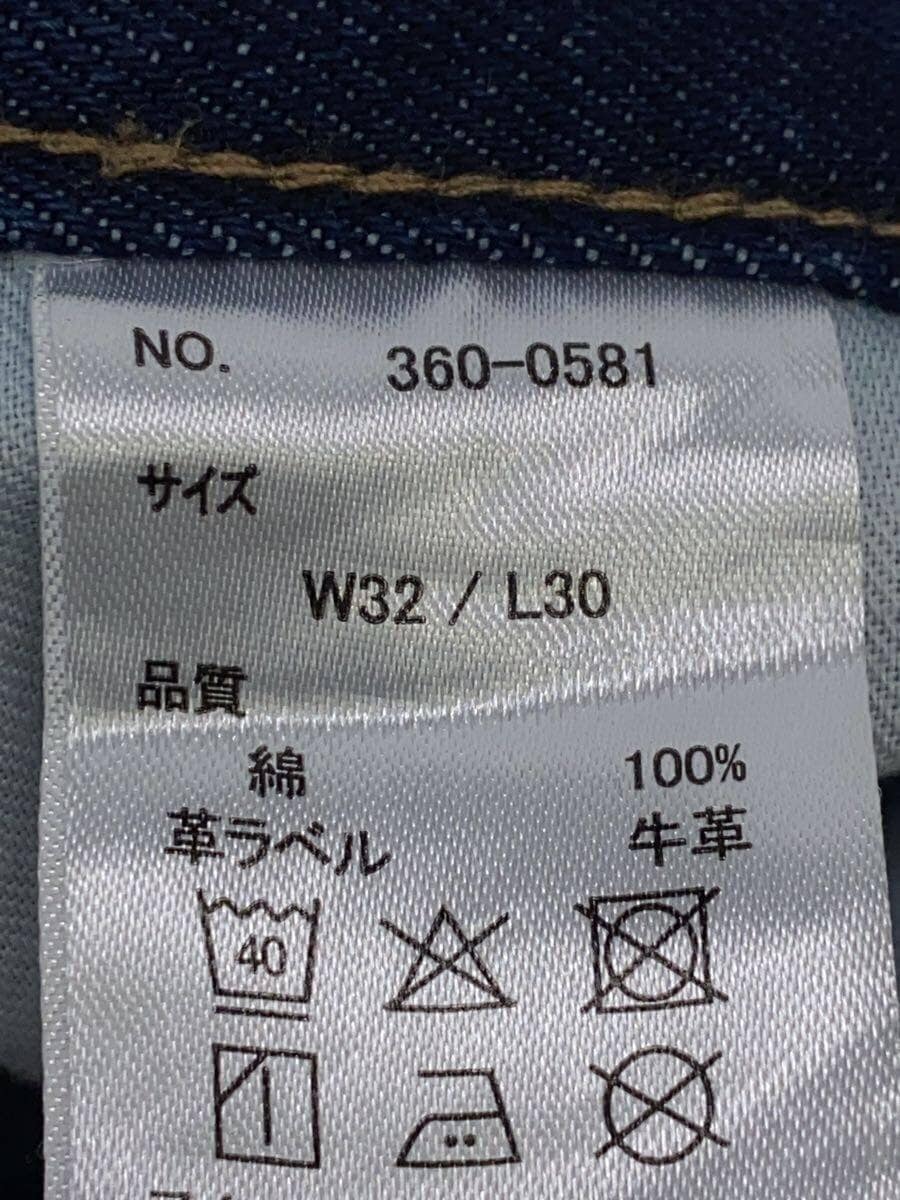 NO. 360-0581
サイズ
W32 / L30
品質
綿 100%
革ラベル 牛革
40